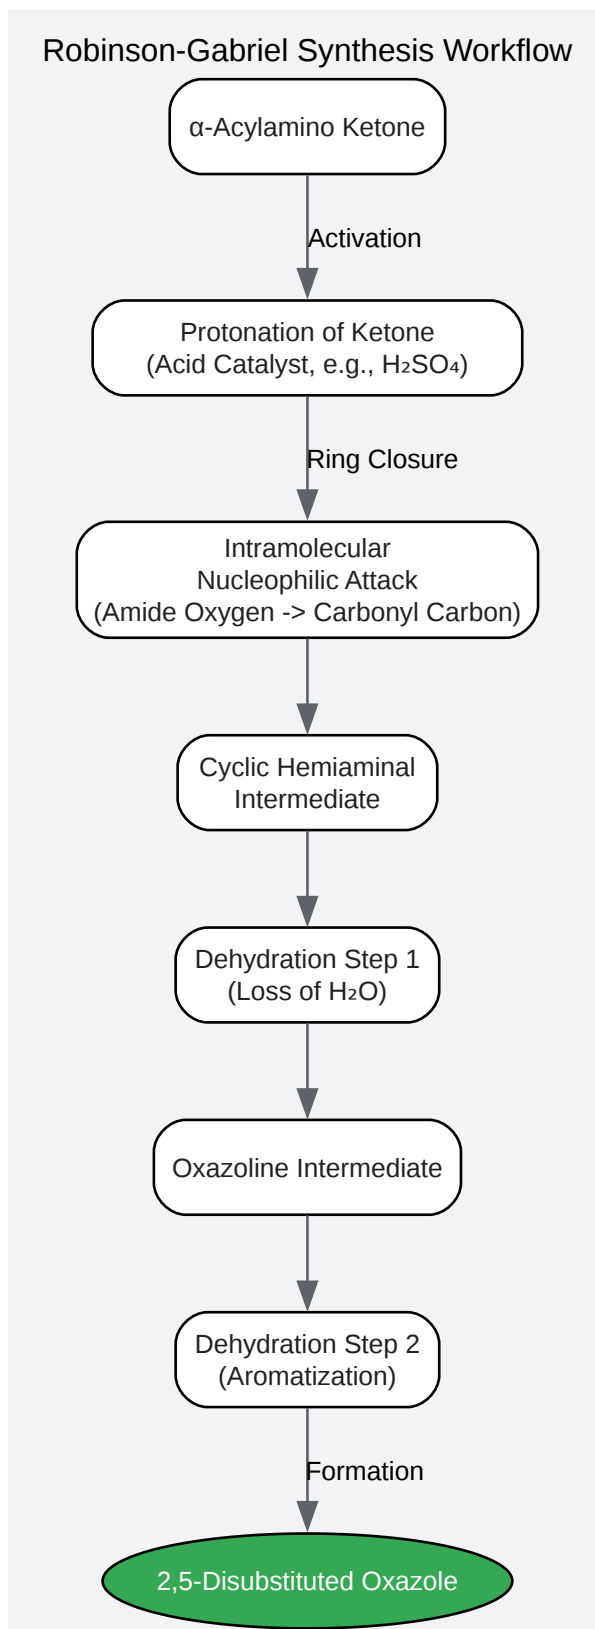 Robinson-Gabriel Synthesis Workflow
α-Acylamino Ketone
Activation
Protonation of Ketone
(Acid Catalyst, e.g., H₂SO₄)
Ring Closure
Intramolecular
Nucleophilic Attack
(Amide Oxygen -> Carbonyl Carbon)
Cyclic Hemiaminal
Intermediate
Dehydration Step 1
(Loss of H₂O)
Oxazoline Intermediate
Dehydration Step 2
(Aromatization)
Formation
2,5-Disubstituted Oxazole